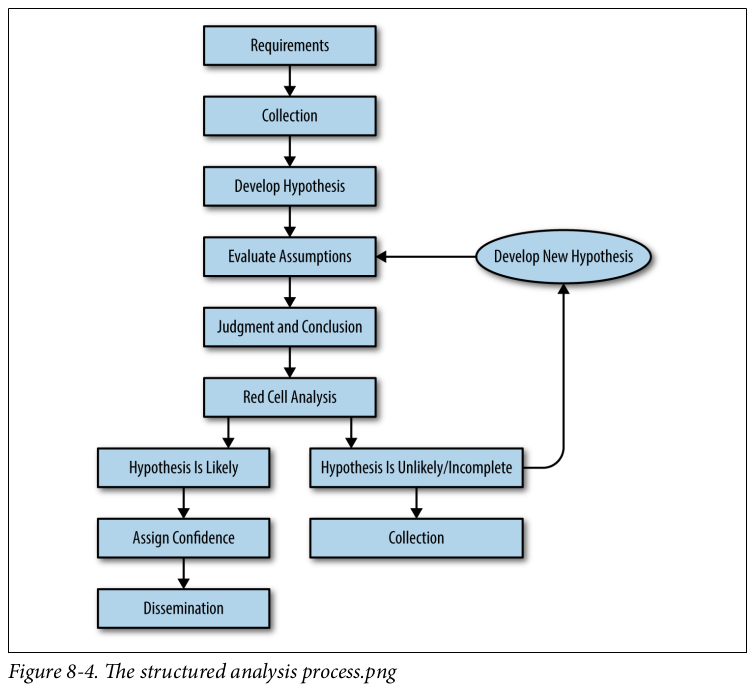 Requirements
Collection
Develop Hypothesis
Evaluate Assumptions
Develop New Hypothesis
Judgment and Conclusion
Red Cell Analysis
Hypothesis Is Likely
Hypothesis Is Unlikely/Incomplete
Assign Confidence
Collection
Dissemination
Figure 8-4. The structured analysis process.png